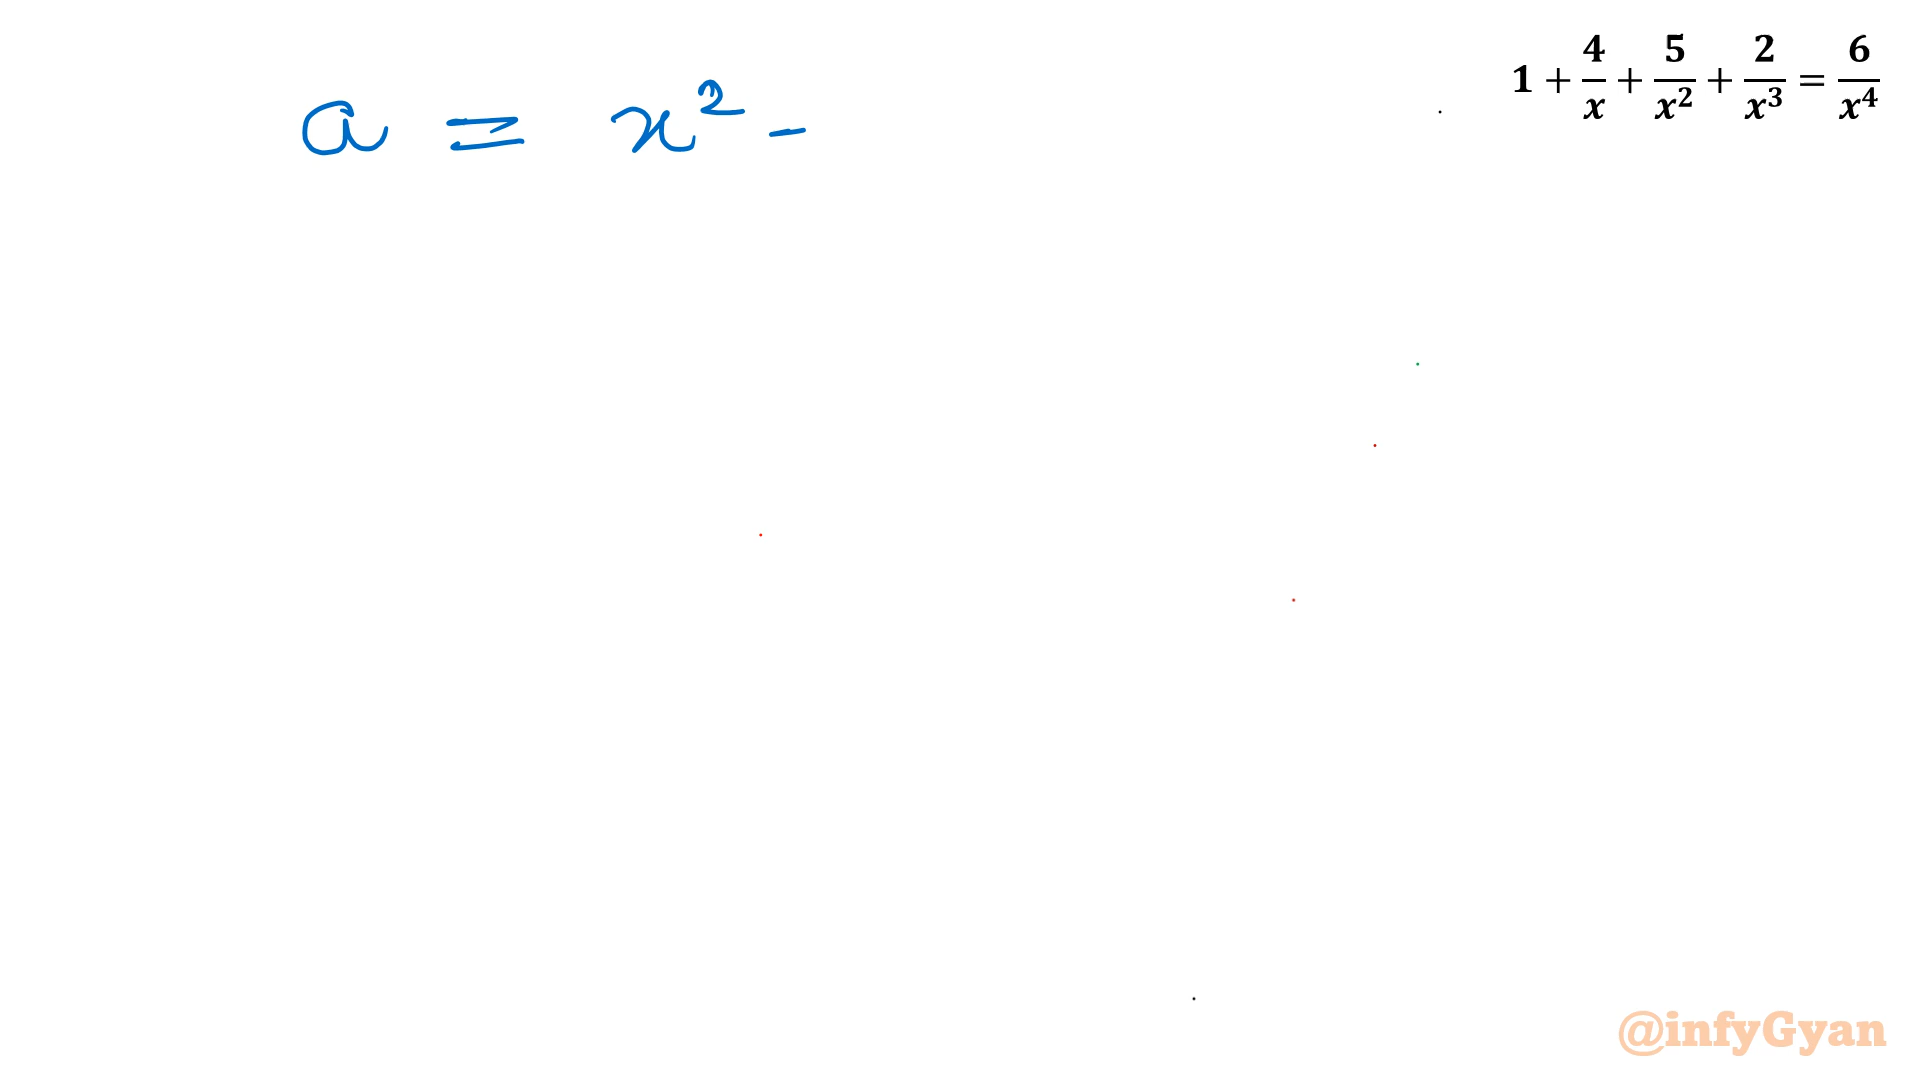 a = x² -
1 + 4/x + 5/x² + 2/x³ = 6/x⁴
@infyGyan